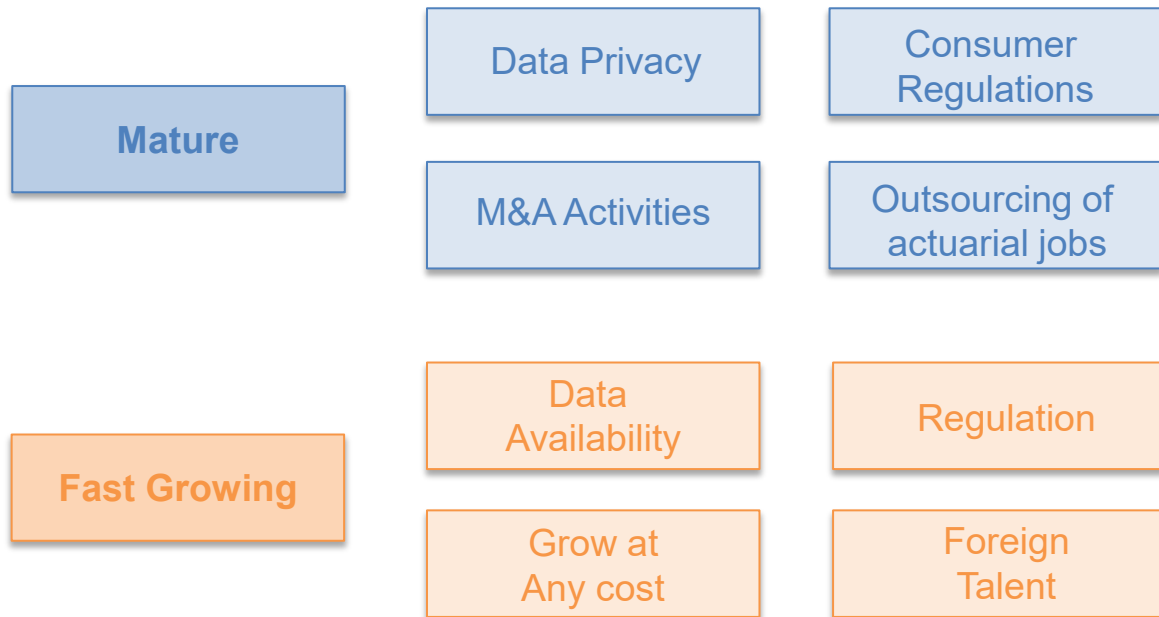 Mature
Data Privacy
Consumer
Regulations
M&A Activities
Outsourcing of
actuarial jobs
Fast Growing
Data
Availability
Regulation
Grow at
Any cost
Foreign
Talent